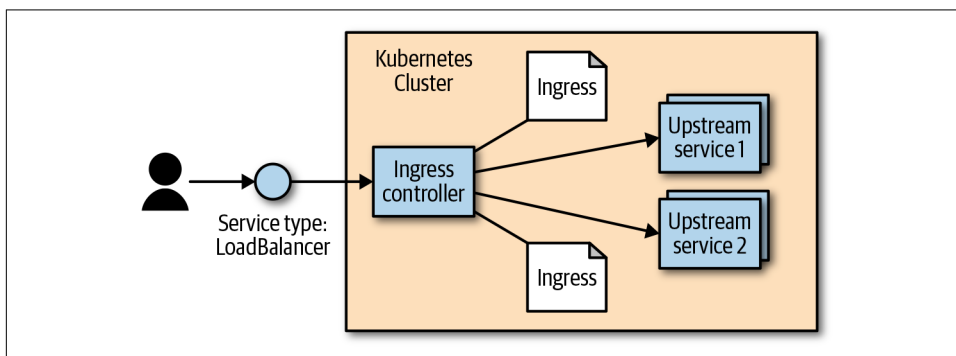 Kubernetes
Cluster
Ingress
Upstream
service 1
Ingress
controller
Service type:
LoadBalancer
Upstream
service 2
Ingress